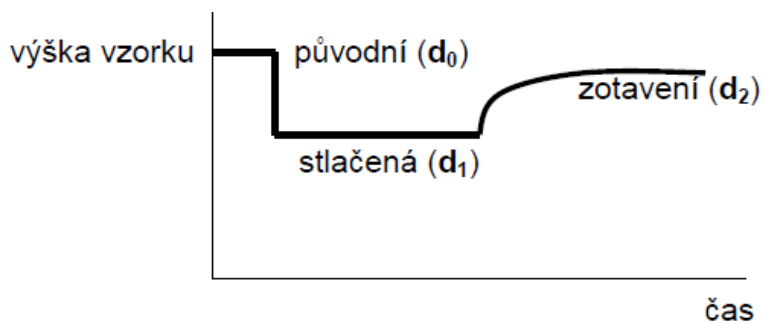 výška vzorku
původní (d₀)
zotavení (d₂)
stlačená (d₁)
čas